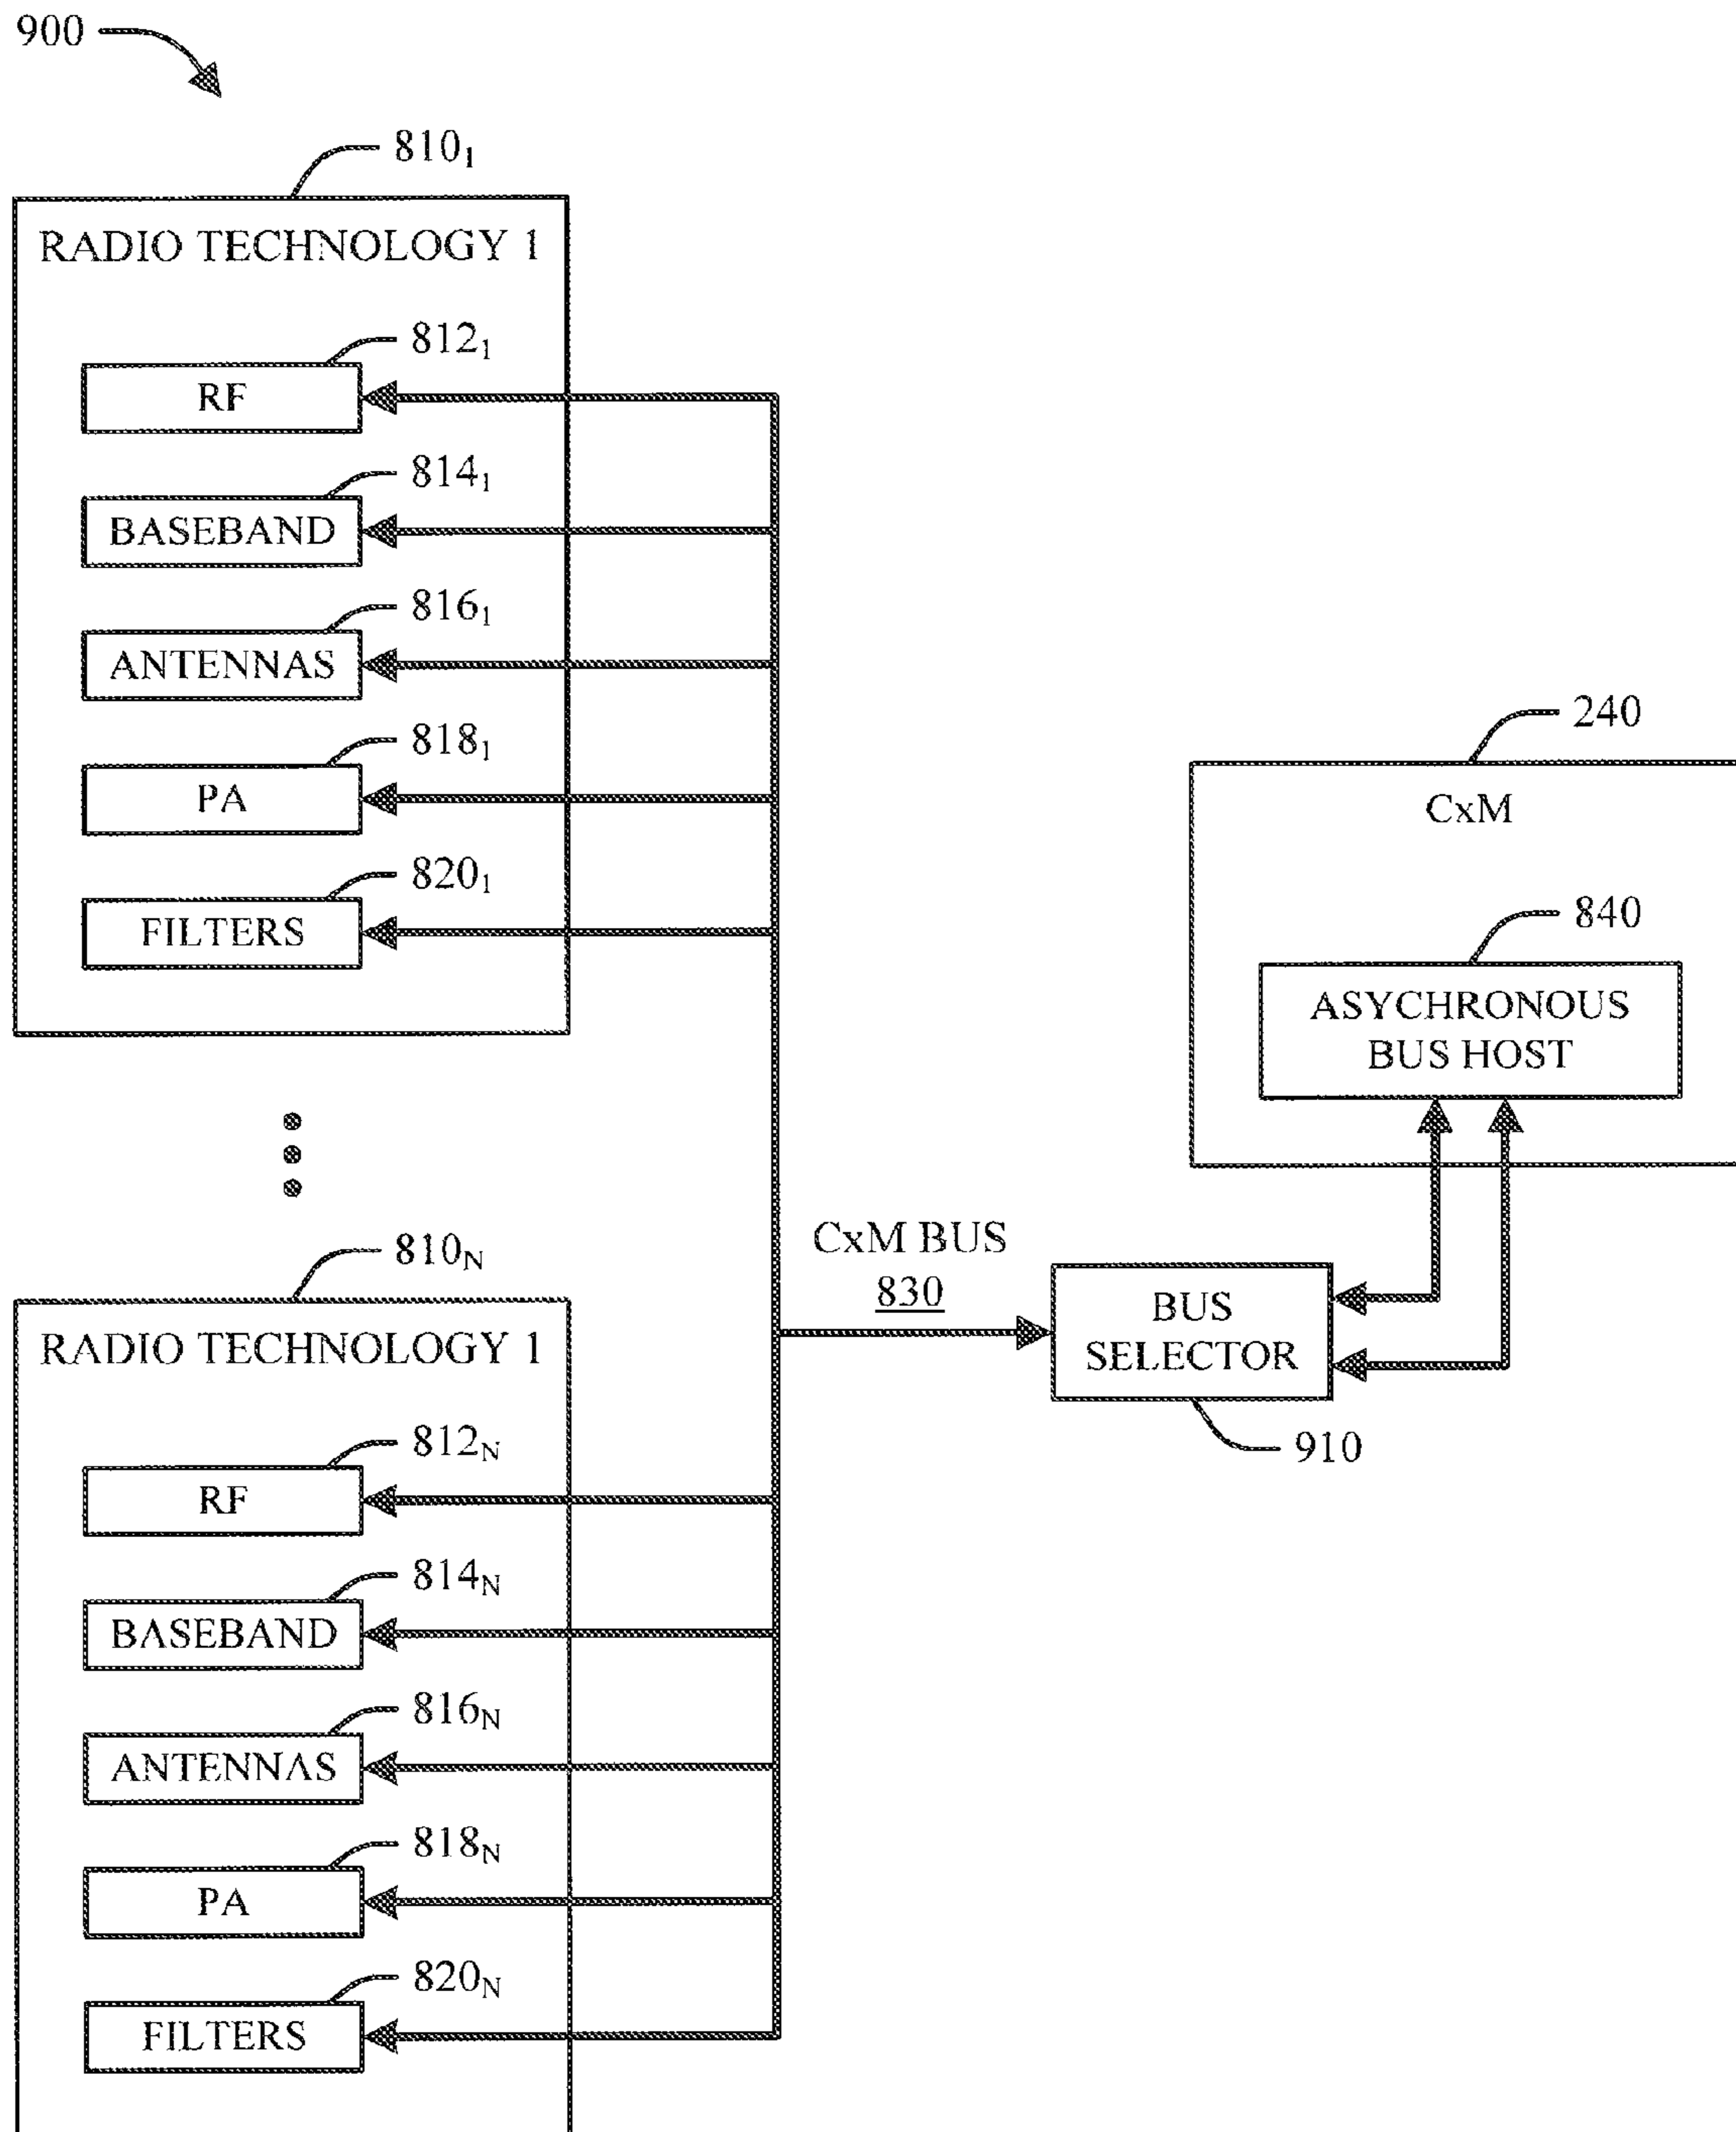 900
810₁
RADIO TECHNOLOGY 1
812₁
RF
814₁
BASEBAND
816₁
ANTENNAS
818₁
PA
820₁
FILTERS
240
CxM
840
ASYCHRONOUS
BUS HOST
CxM BUS
830
BUS
SELECTOR
910
810N
RADIO TECHNOLOGY 1
812N
RF
814N
BASEBAND
816N
ANTENNAS
818N
PA
820N
FILTERS